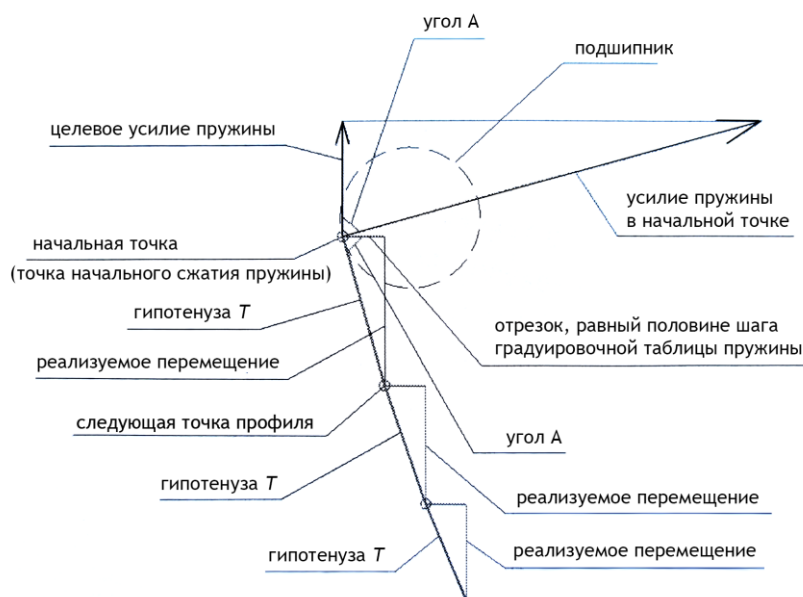 угол А
подшипник
целевое усилие пружины
усилие пружины
в начальной точке
начальная точка
(точка начального сжатия пружины)
гипотенуза T
отрезок, равный половине шага
градуировочной таблицы пружины
реализуемое перемещение
следующая точка профиля
угол А
гипотенуза T
реализуемое перемещение
гипотенуза T
реализуемое перемещение